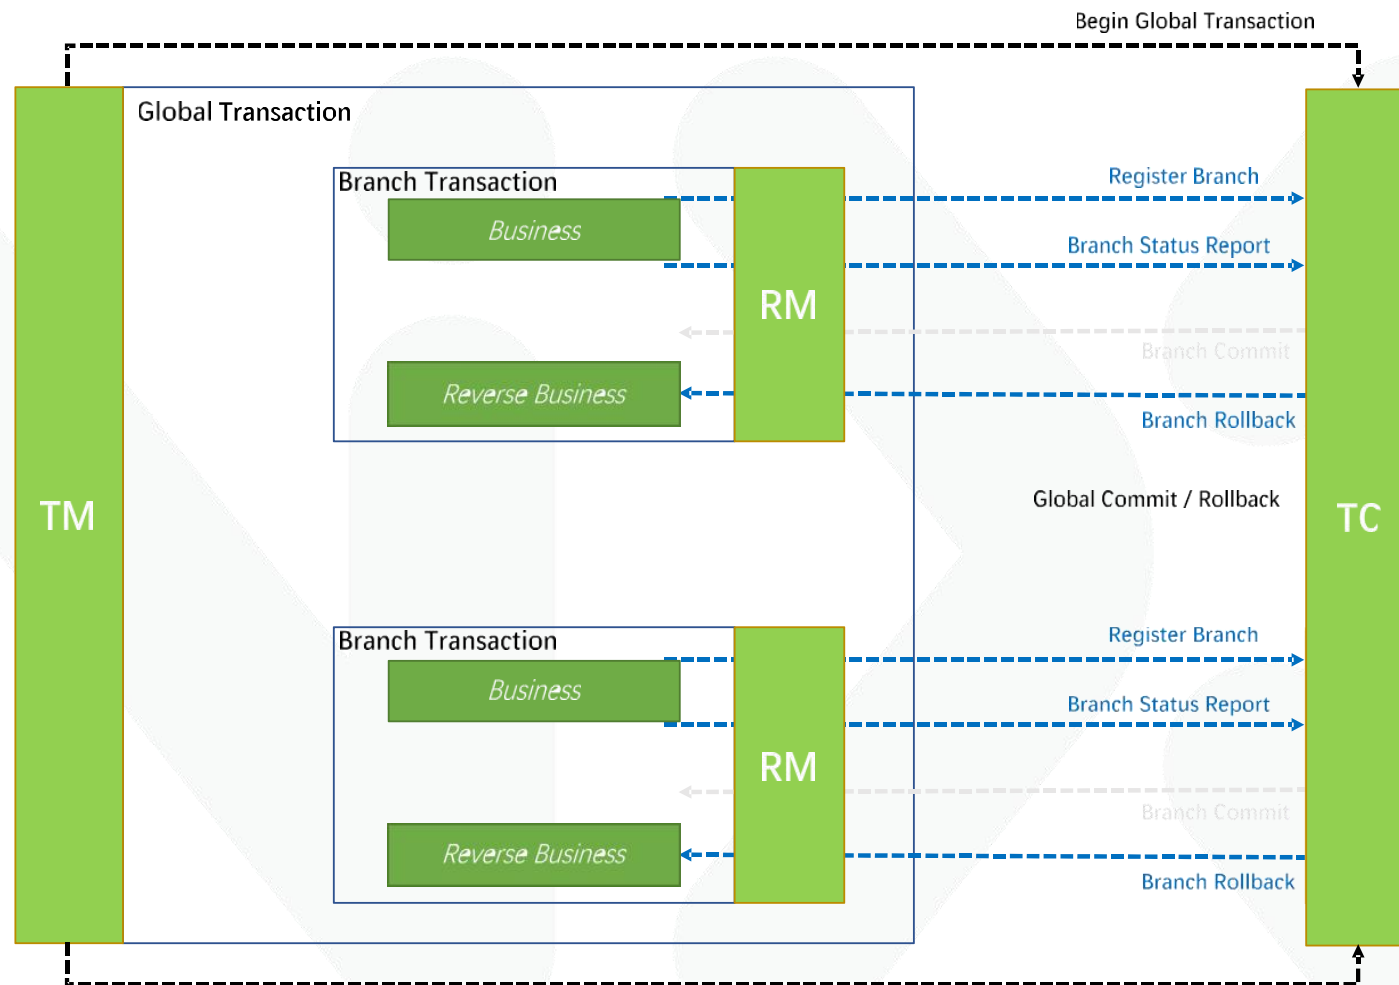 Begin Global Transaction
Global Transaction
Branch Transaction
Register Branch
Business
Branch Status Report
RM
Branch Commit
Reverse Business
Branch Rollback
TM
Global Commit / Rollback
TC
Branch Transaction
Register Branch
Business
Branch Status Report
RM
Branch Commit
Reverse Business
Branch Rollback